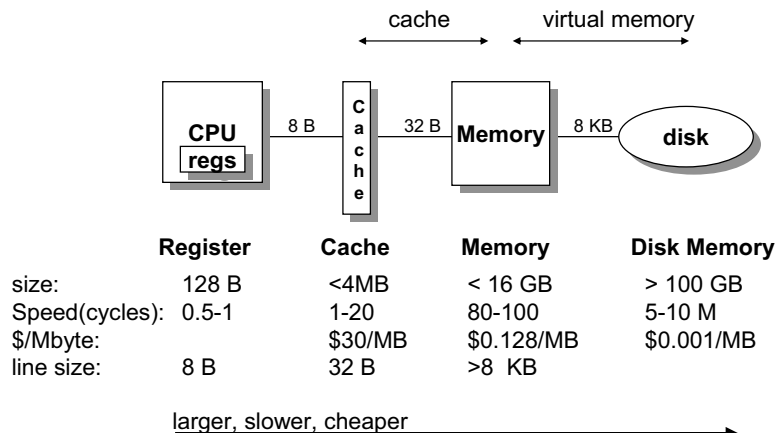 cache virtual memory
CPU
regs
8 B
Cache
32 B
Memory
8 KB
disk
Register Cache Memory Disk Memory
size: 128 B <4MB < 16 GB > 100 GB
Speed(cycles): 0.5-1 1-20 80-100 5-10 M
$/Mbyte: $30/MB $0.128/MB $0.001/MB
line size: 8 B 32 B >8 KB
larger, slower, cheaper